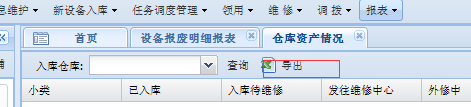 息维护 新设备入库 任务调度管理 领用 维修 调拨 报表
首页 设备报废明细报表 仓库资产情况
入库仓库: 查询 导出
小类 已入库 入库待维修 发往维修中心 外修中